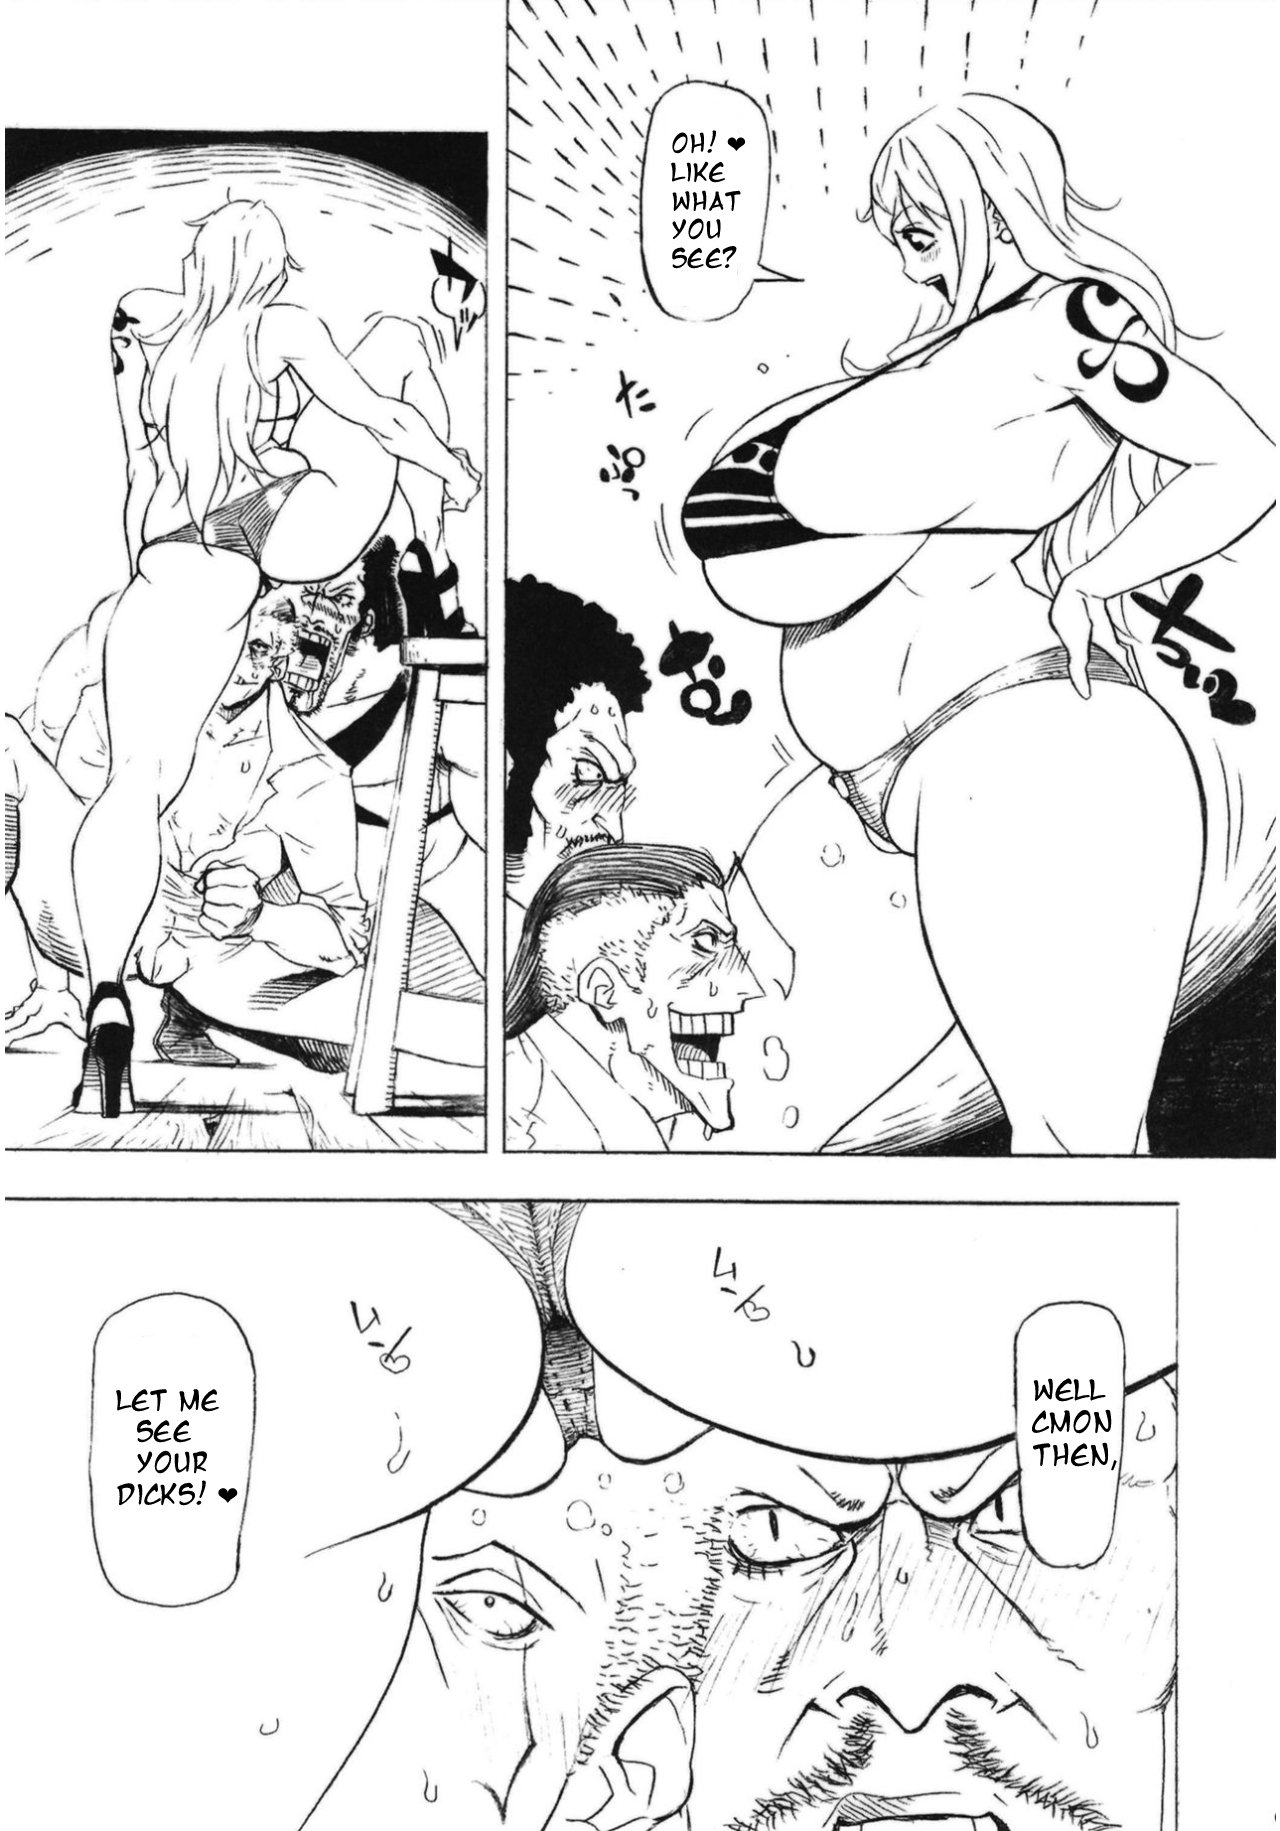 OH! ❤
LIKE
WHAT
YOU
SEE?
WELL
CMON
THEN,
LET ME
SEE
YOUR
DICKS! ❤